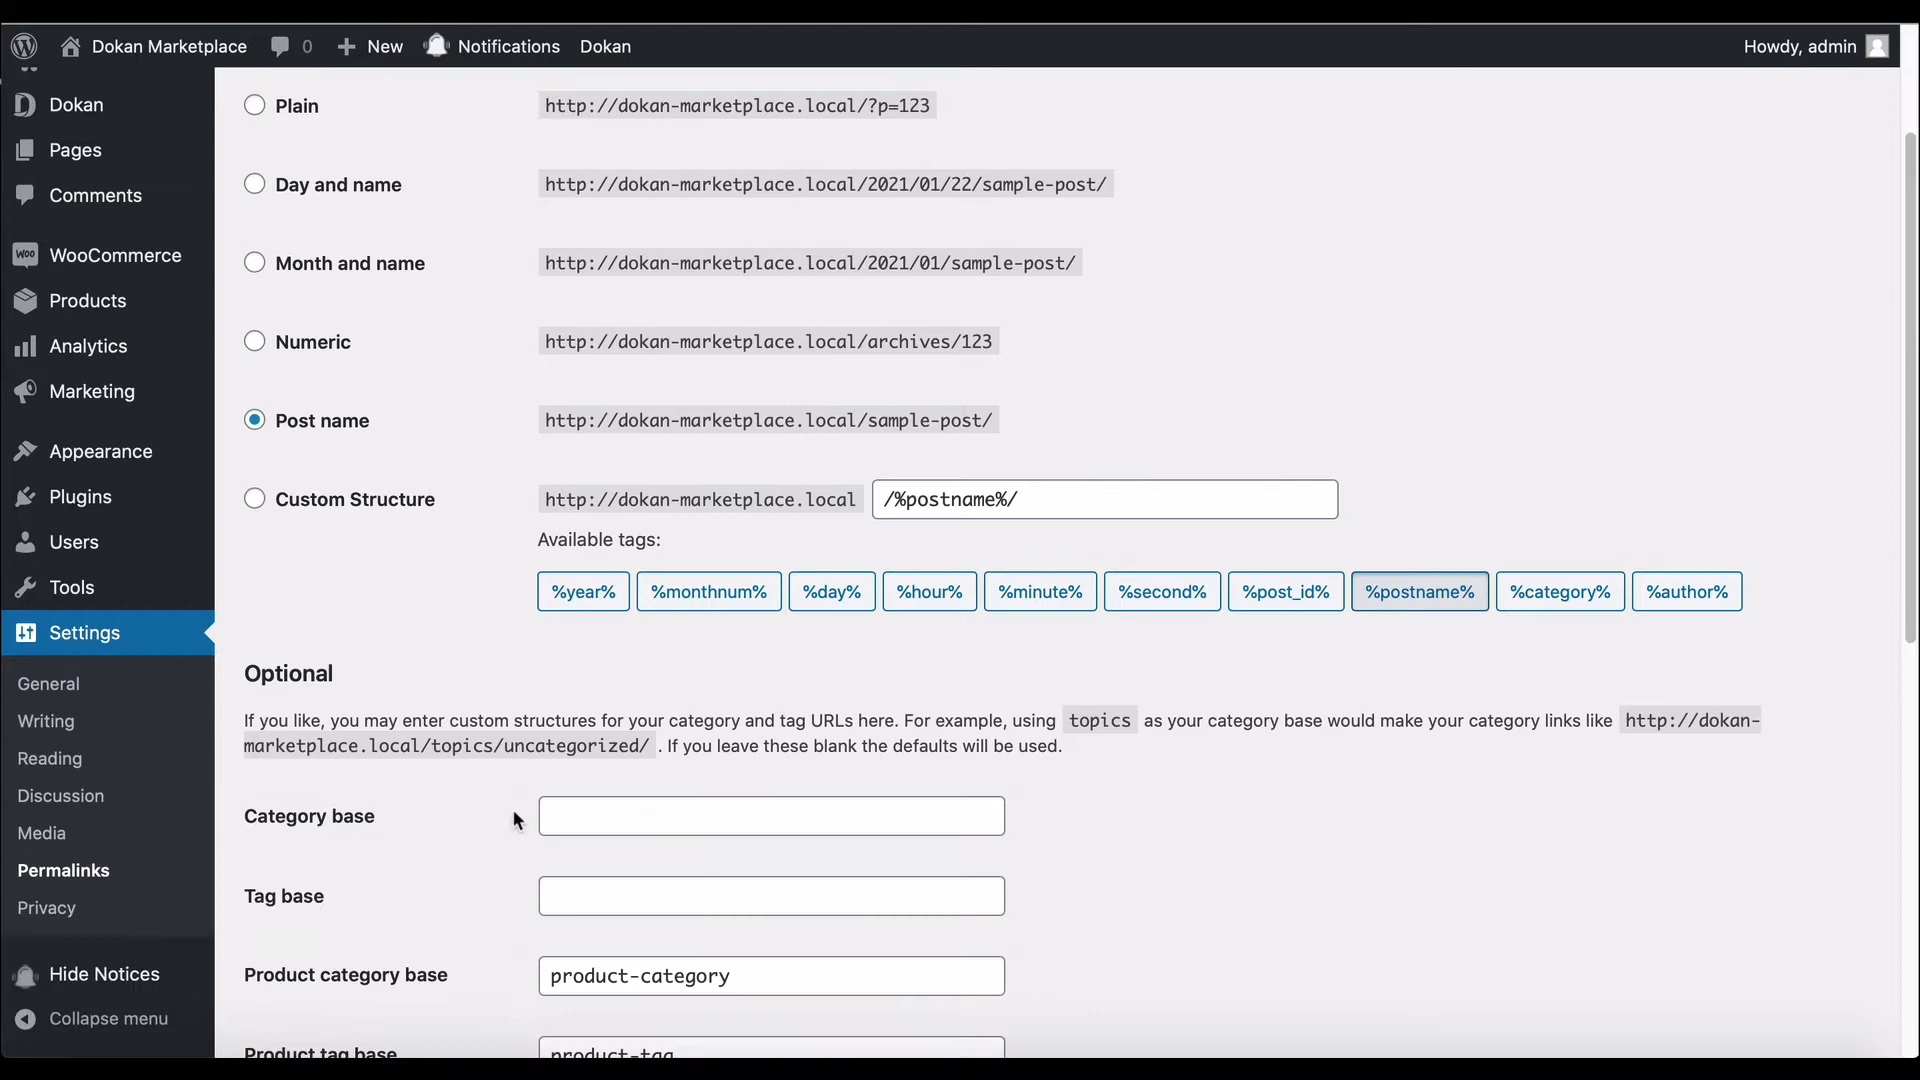 Dokan Marketplace 0 New Notifications Dokan Howdy, admin
Dokan
Pages
Comments
WooCommerce
Products
Analytics
Marketing
Appearance
Plugins
Users
Tools
Settings
General
Writing
Reading
Discussion
Media
Permalinks
Privacy
Hide Notices
Collapse menu
Plain http://dokan-marketplace.local/?p=123
Day and name http://dokan-marketplace.local/2021/01/22/sample-post/
Month and name http://dokan-marketplace.local/2021/01/sample-post/
Numeric http://dokan-marketplace.local/archives/123
Post name http://dokan-marketplace.local/sample-post/
Custom Structure http://dokan-marketplace.local /%postname%/
Available tags:
%year% %monthnum% %day% %hour% %minute% %second% %post_id% %postname% %category% %author%
Optional
If you like, you may enter custom structures for your category and tag URLs here. For example, using topics as your category base would make your category links like http://dokan-
marketplace.local/topics/uncategorized/ . If you leave these blank the defaults will be used.
Category base
Tag base
Product category base product-category
Product tag base product-tag